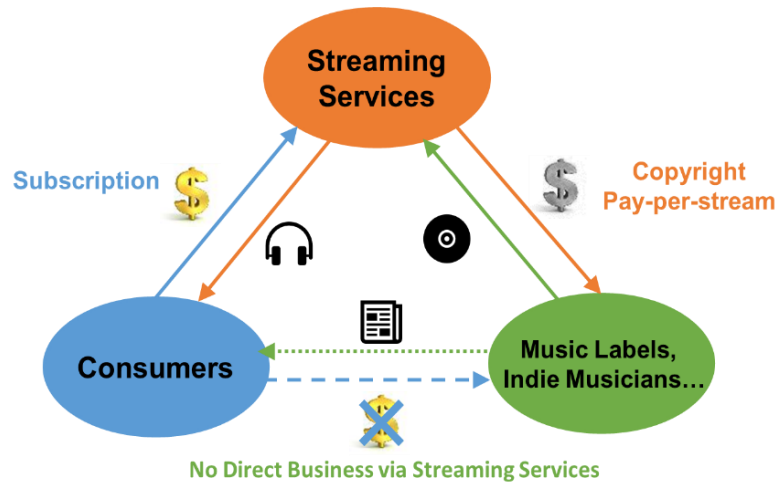 Streaming
Services
Subscription
Copyright
Pay-per-stream
Consumers
Music Labels,
Indie Musicians…
No Direct Business via Streaming Services